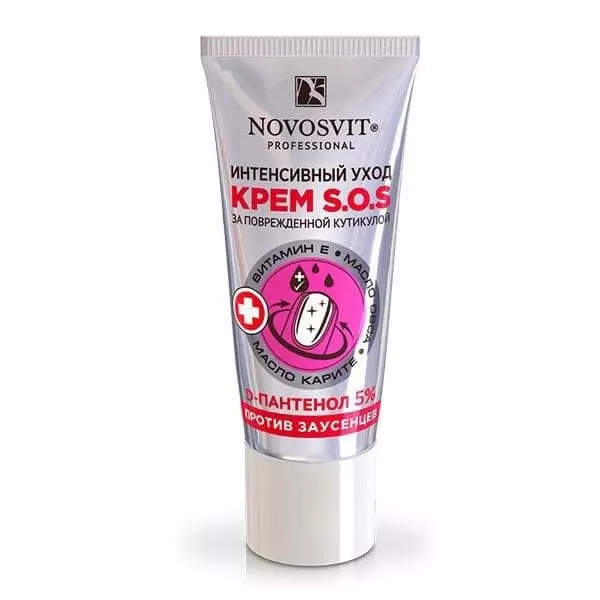 NOVOSVIT®
PROFESSIONAL
ИНТЕНСИВНЫЙ УХОД
КРЕМ S.O.S
ЗА ПОВРЕЖДЕННОЙ КУТИКУЛОЙ
ВИТАМИН Е • МАСЛО ОВСА • МАСЛО КАРИТЕ
D-ПАНТЕНОЛ 5%
ПРОТИВ ЗАУСЕНЦЕВ